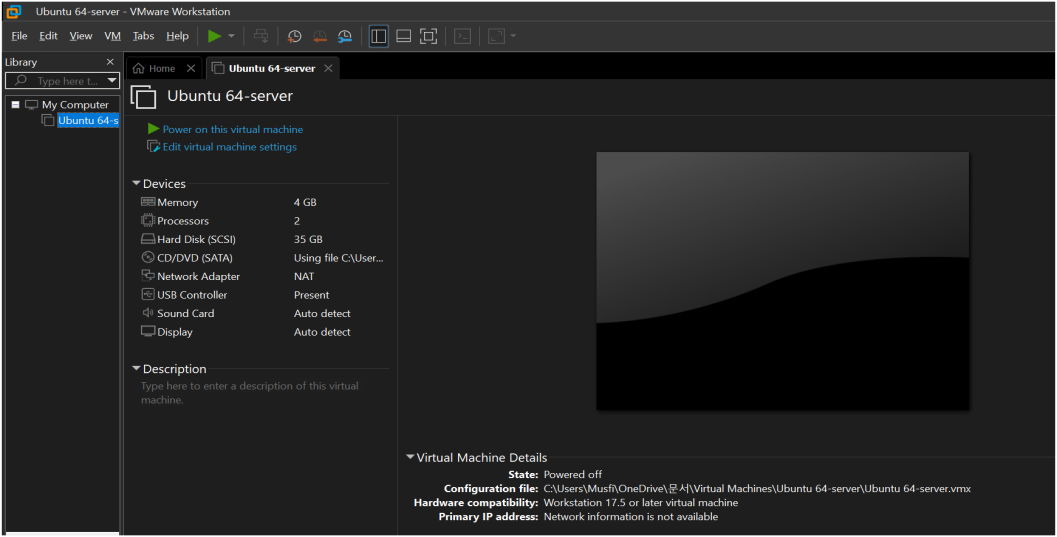 Ubuntu 64-server - VMware Workstation
File Edit View VM Tabs Help
Library
Type here t...
My Computer
Ubuntu 64-s
Home
Ubuntu 64-server
Ubuntu 64-server
Power on this virtual machine
Edit virtual machine settings
Devices
Memory 4 GB
Processors 2
Hard Disk (SCSI) 35 GB
CD/DVD (SATA) Using file C:\User...
Network Adapter NAT
USB Controller Present
Sound Card Auto detect
Display Auto detect
Description
Type here to enter a description of this virtual
machine.
Virtual Machine Details
State: Powered off
Configuration file: C:\Users\Musfi\OneDrive\문서\Virtual Machines\Ubuntu 64-server\Ubuntu 64-server.vmx
Hardware compatibility: Workstation 17.5 or later virtual machine
Primary IP address: Network information is not available